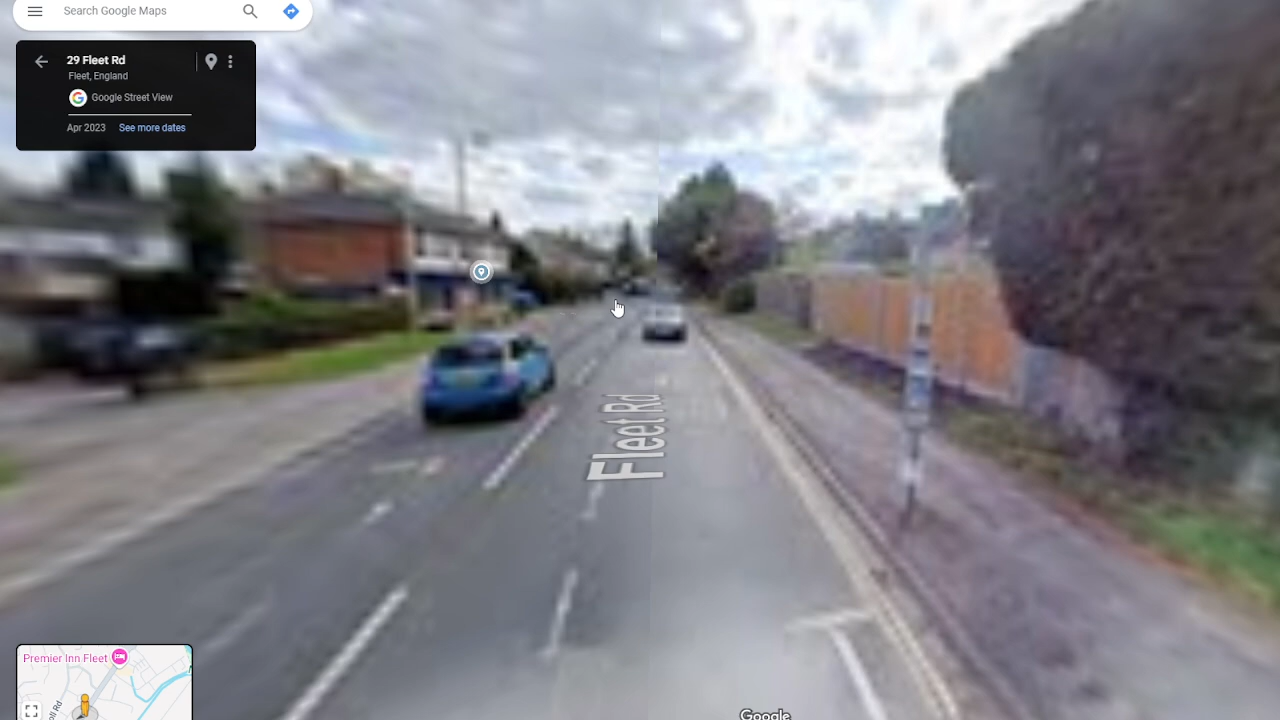 Search Google Maps
29 Fleet Rd
Fleet, England
Google Street View
Apr 2023 See more dates
Fleet Rd
Premier Inn Fleet
Google